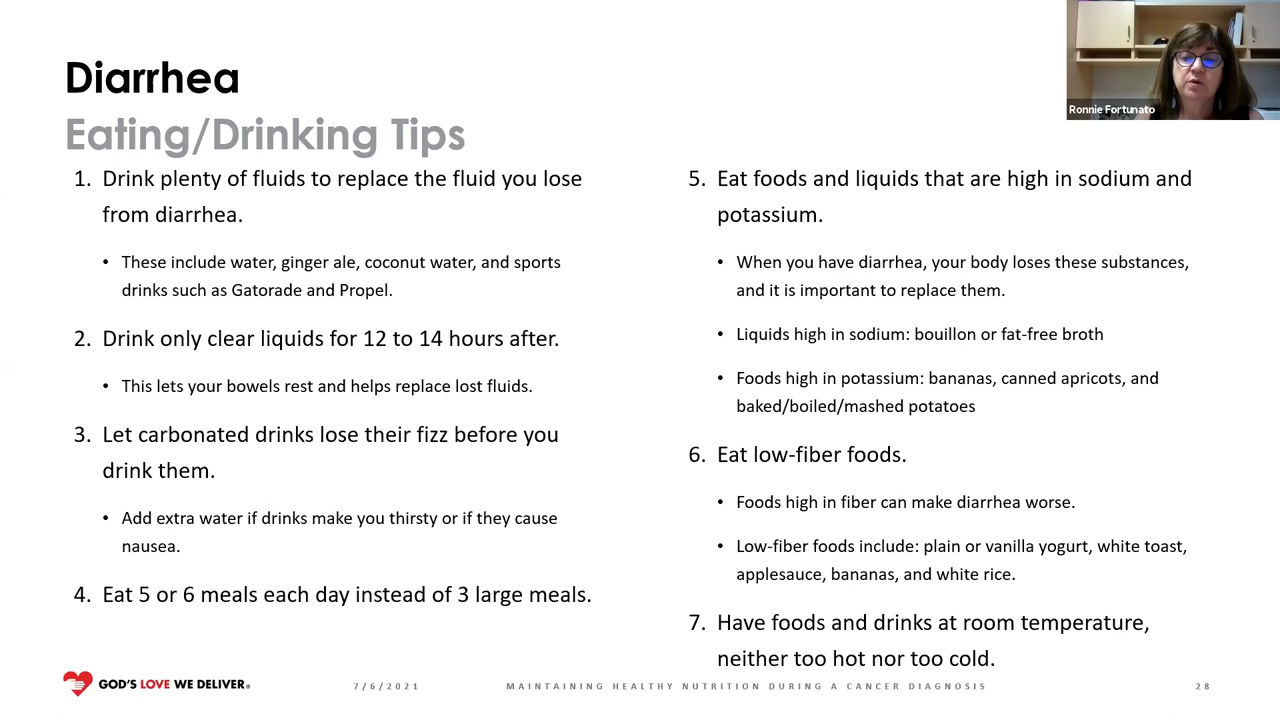 Diarrhea
Eating/Drinking Tips
1. Drink plenty of fluids to replace the fluid you lose
from diarrhea.
• These include water, ginger ale, coconut water, and sports
drinks such as Gatorade and Propel.
2. Drink only clear liquids for 12 to 14 hours after.
• This lets your bowels rest and helps replace lost fluids.
3. Let carbonated drinks lose their fizz before you
drink them.
• Add extra water if drinks make you thirsty or if they cause
nausea.
4. Eat 5 or 6 meals each day instead of 3 large meals.
5. Eat foods and liquids that are high in sodium and
potassium.
• When you have diarrhea, your body loses these substances,
and it is important to replace them.
• Liquids high in sodium: bouillon or fat-free broth
• Foods high in potassium: bananas, canned apricots, and
baked/boiled/mashed potatoes
6. Eat low-fiber foods.
• Foods high in fiber can make diarrhea worse.
• Low-fiber foods include: plain or vanilla yogurt, white toast,
applesauce, bananas, and white rice.
7. Have foods and drinks at room temperature,
neither too hot nor too cold.
Ronnie Fortunato
GOD'S LOVE WE DELIVER®
7/6/2021
MAINTAINING HEALTHY NUTRITION DURING A CANCER DIAGNOSIS
28